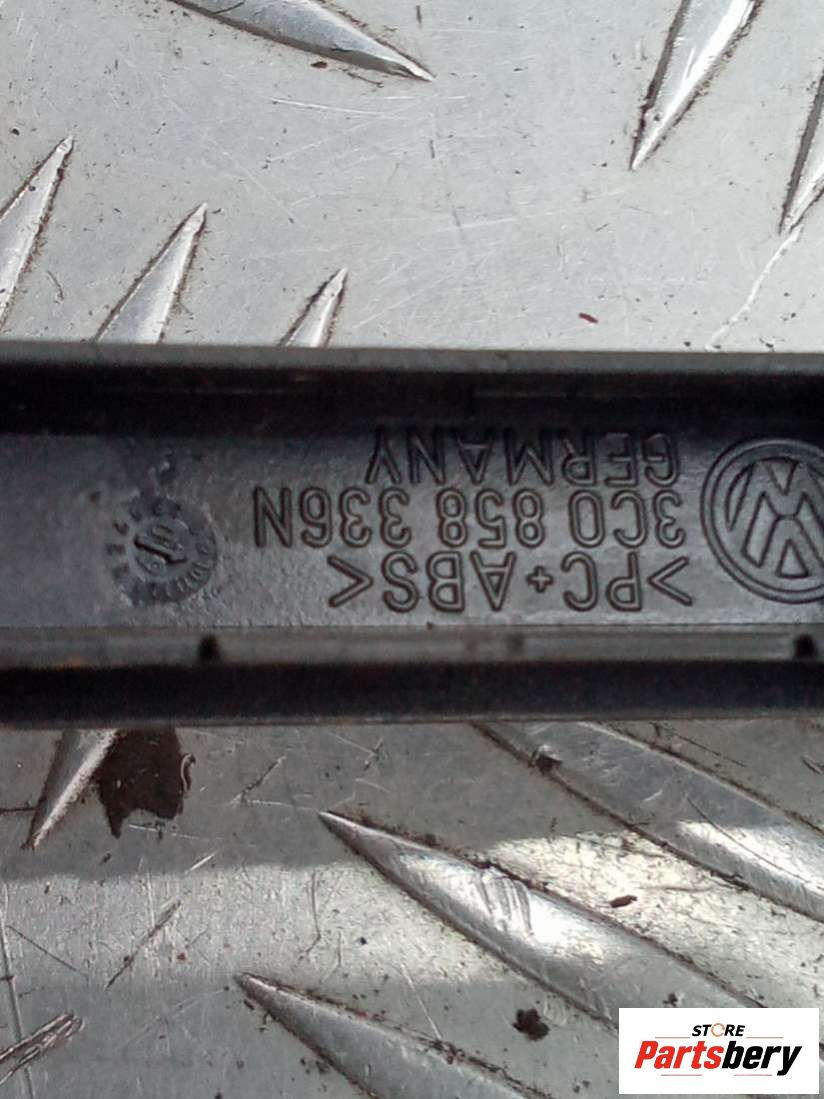 >PC+ABS<
3C0 858 336N
GERMANY
STORE
Partsbery